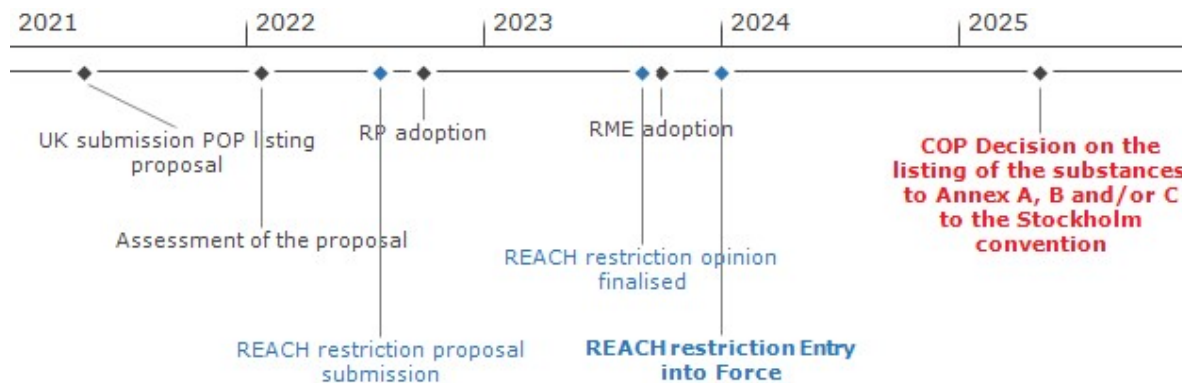 2021
2022
2023
2024
2025
UK submission POP listing
proposal
RP adoption
RME adoption
COP Decision on the
listing of the substances
to Annex A, B and/or C
to the Stockholm
convention
Assessment of the proposal
REACH restriction opinion
finalised
REACH restriction proposal
submission
REACH restriction Entry
into Force